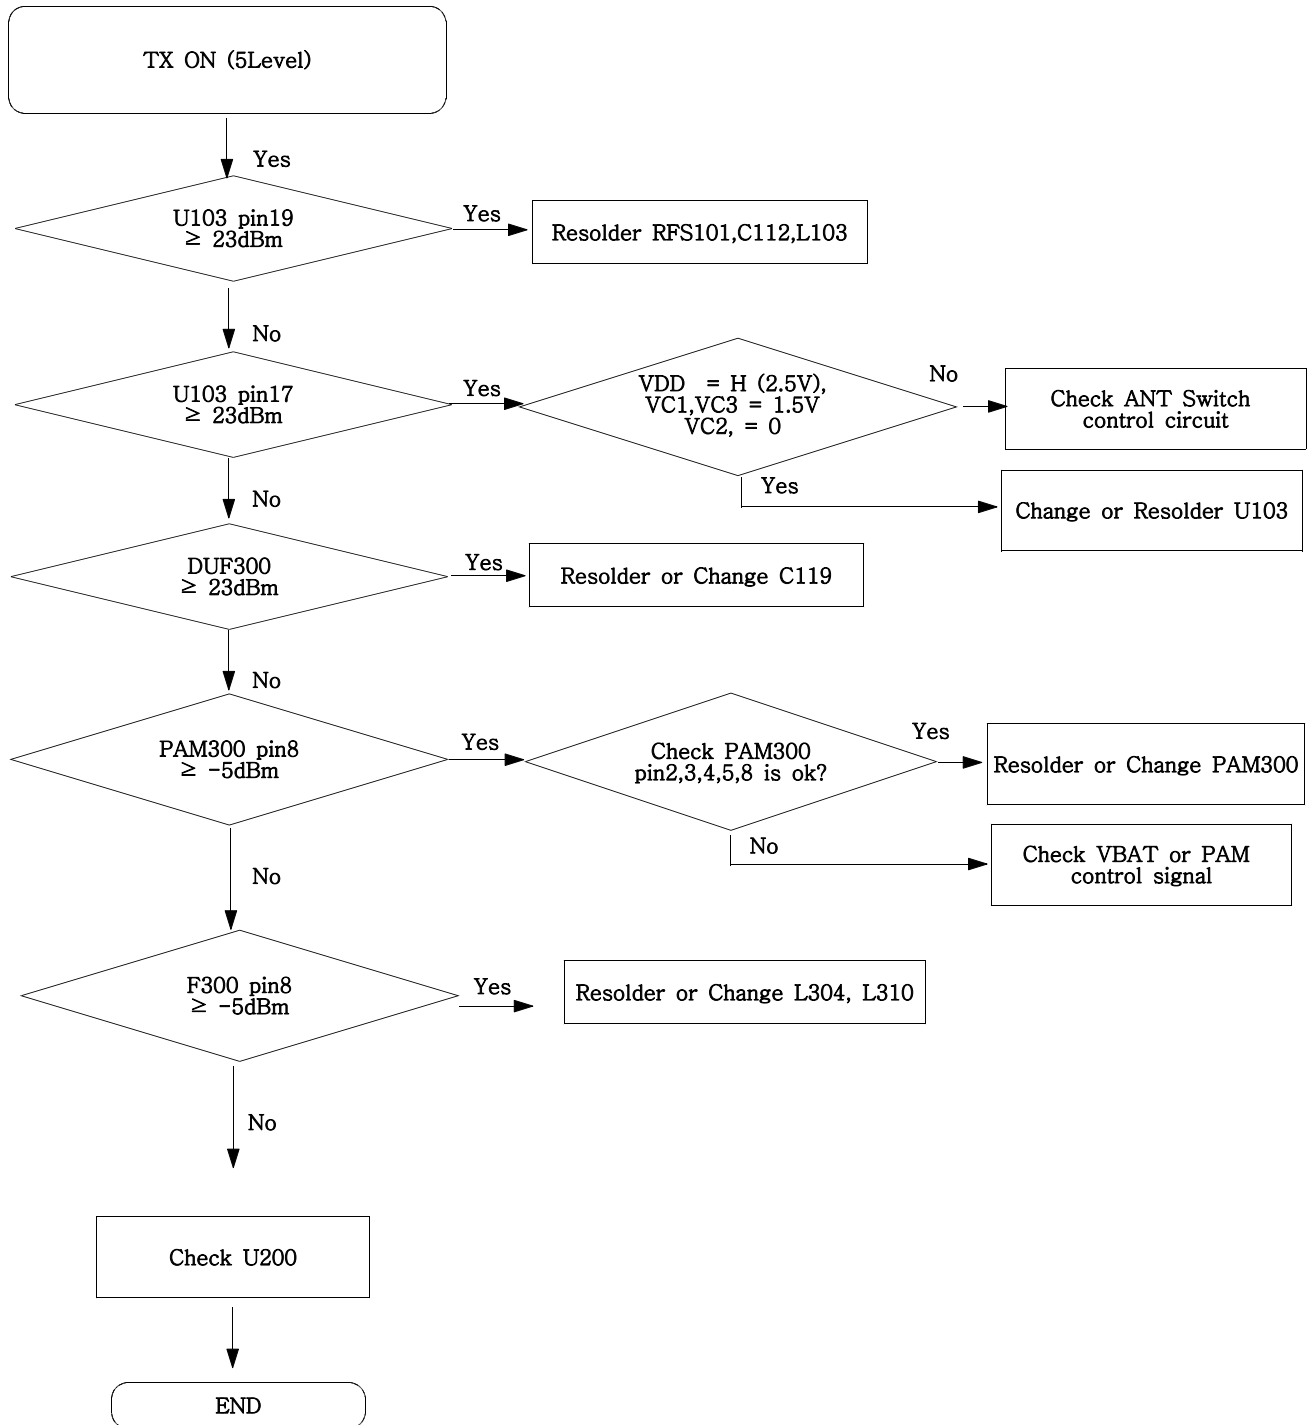 TX ON (5Level)
Yes
U103 pin19
≥ 23dBm
Yes
Resolder RFS101,C112,L103
No
U103 pin17
≥ 23dBm
Yes
VDD = H (2.5V),
VC1,VC3 = 1.5V
VC2, = 0
No
Check ANT Switch
control circuit
Yes
Change or Resolder U103
No
DUF300
≥ 23dBm
Yes
Resolder or Change C119
No
PAM300 pin8
≥ -5dBm
Yes
Check PAM300
pin2,3,4,5,8 is ok?
Yes
Resolder or Change PAM300
No
Check VBAT or PAM
control signal
No
F300 pin8
≥ -5dBm
Yes
Resolder or Change L304, L310
No
Check U200
END